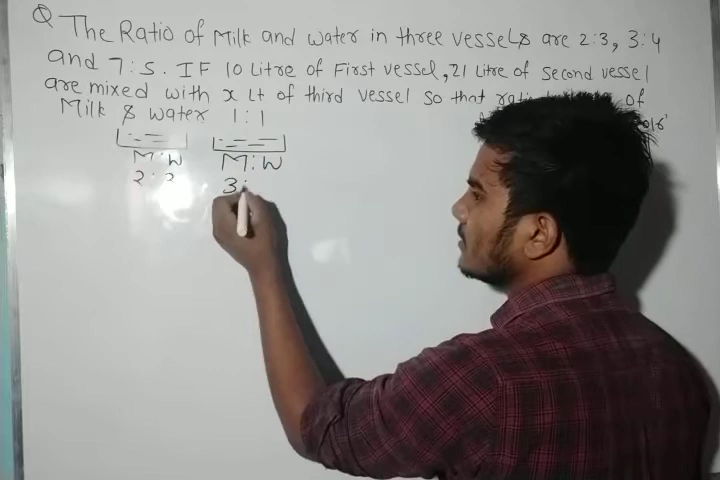 Q The Ratio of Milk and water in three vessels are 2:3, 3:4
and 7:5. IF 10 Litre of First vessel, 21 Litre of second vessel
are mixed with x Lt of third vessel so that of
Milk & water 1:1
M:W M:W
2:3 3: